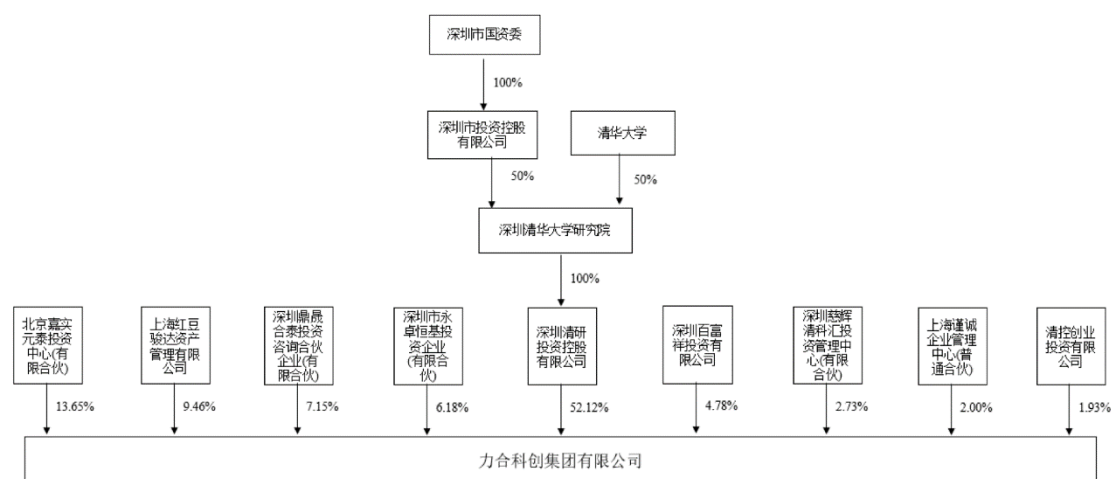 深圳市国资委
100%
深圳市投资控股
有限公司
清华大学
50%
50%
深圳清华大学研究院
100%
北京嘉实
元泰投资
中心(有
限合伙)
上海红豆
骏达资产
管理有限
公司
深圳鼎晟
合泰投资
咨询合伙
企业(有
限合伙)
深圳市永
卓恒基投
资企业
(有限合
伙)
深圳清研
投资控股
有限公司
深圳百富
祥投资有
限公司
深圳慈辉
清科汇投
资管理中
心(有限
合伙)
上海谨诚
企业管理
中心(普
通合伙)
清控创业
投资有限
公司
13.65%
9.46%
7.15%
6.18%
52.12%
4.78%
2.73%
2.00%
1.93%
力合科创集团有限公司